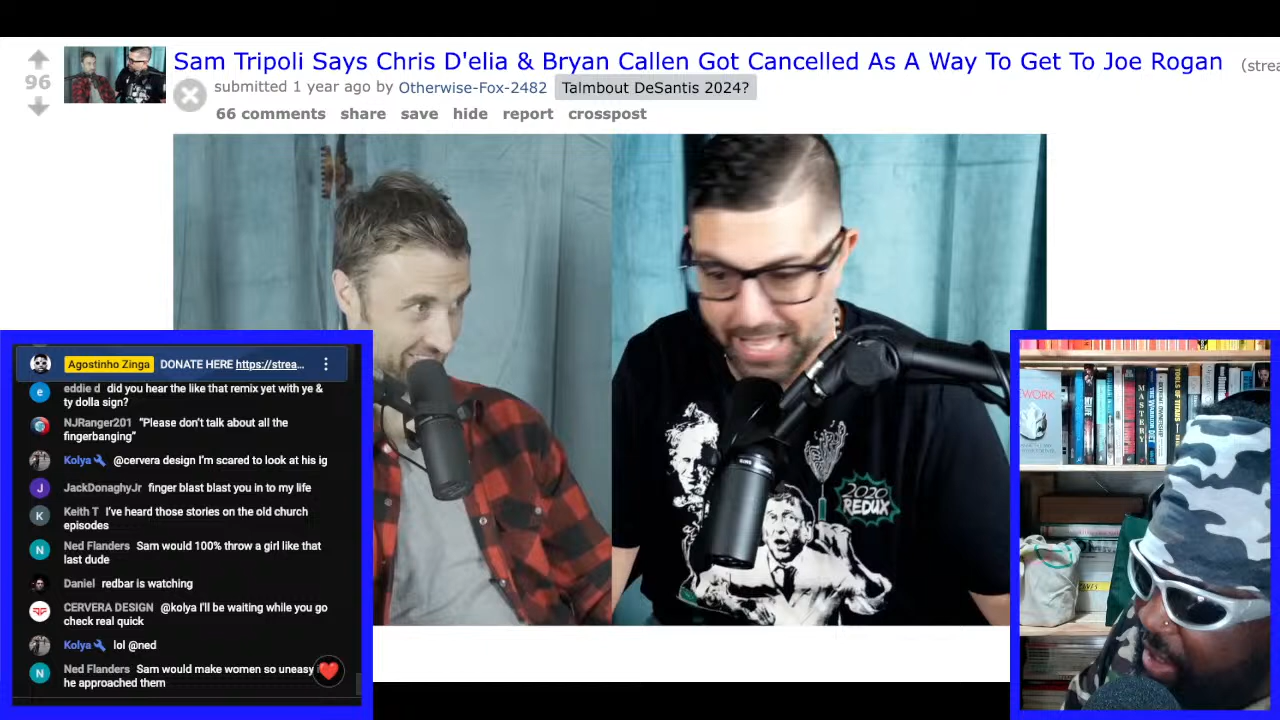 Sam Tripoli Says Chris D'elia & Bryan Callen Got Cancelled As A Way To Get To Joe Rogan (strea
96
submitted 1 year ago by Otherwise-Fox-2482 Talmbout DeSantis 2024?
66 comments share save hide report crosspost
2020
REDUX
Agostinho Zinga DONATE HERE https://strea...
eddie d did you hear the like that remix yet with ye &
ty dolla sign?
NJRanger201 “Please don't talk about all the
fingerbanging”
Kolya @cervera design I'm scared to look at his ig
JackDonaghyJr finger blast blast you in to my life
Keith T I've heard those stories on the old church
episodes
Ned Flanders Sam would 100% throw a girl like that
last dude
Daniel redbar is watching
CERVERA DESIGN @kolya I'll be waiting while you go
check real quick
Kolya lol @ned
Ned Flanders Sam would make women so uneasy
he approached them
WORK
MASTERY
TOOLS OF TITANS